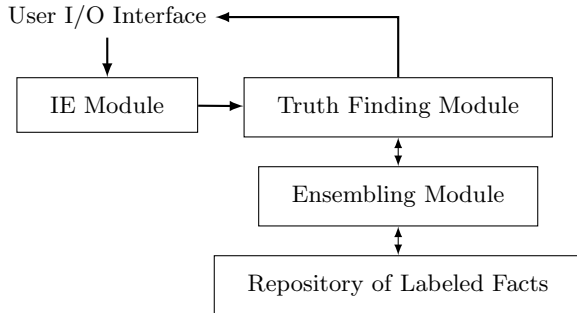 User I/O Interface
IE Module
Truth Finding Module
Ensembling Module
Repository of Labeled Facts